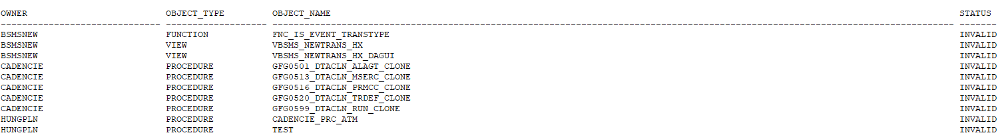 OWNER OBJECT_TYPE OBJECT_NAME STATUS
------------------------------ ------------------- -------------------------------------------------------------------------------------------------------------------------------- -------
BSMSNEW FUNCTION FNC_IS_EVENT_TRANSTYPE INVALID
BSMSNEW VIEW VBSMS_NEWTRANS_HX INVALID
BSMSNEW VIEW VBSMS_NEWTRANS_HX_DAGUI INVALID
CADENCIE PROCEDURE GFG0501_DTACLN_ALAGT_CLONE INVALID
CADENCIE PROCEDURE GFG0513_DTACLN_MSERC_CLONE INVALID
CADENCIE PROCEDURE GFG0516_DTACLN_PRMCC_CLONE INVALID
CADENCIE PROCEDURE GFG0520_DTACLN_TRDEF_CLONE INVALID
CADENCIE PROCEDURE GFG0599_DTACLN_RUN_CLONE INVALID
HUNGPLN PROCEDURE CADENCIE_PRC_ATM INVALID
HUNGPLN PROCEDURE TEST INVALID